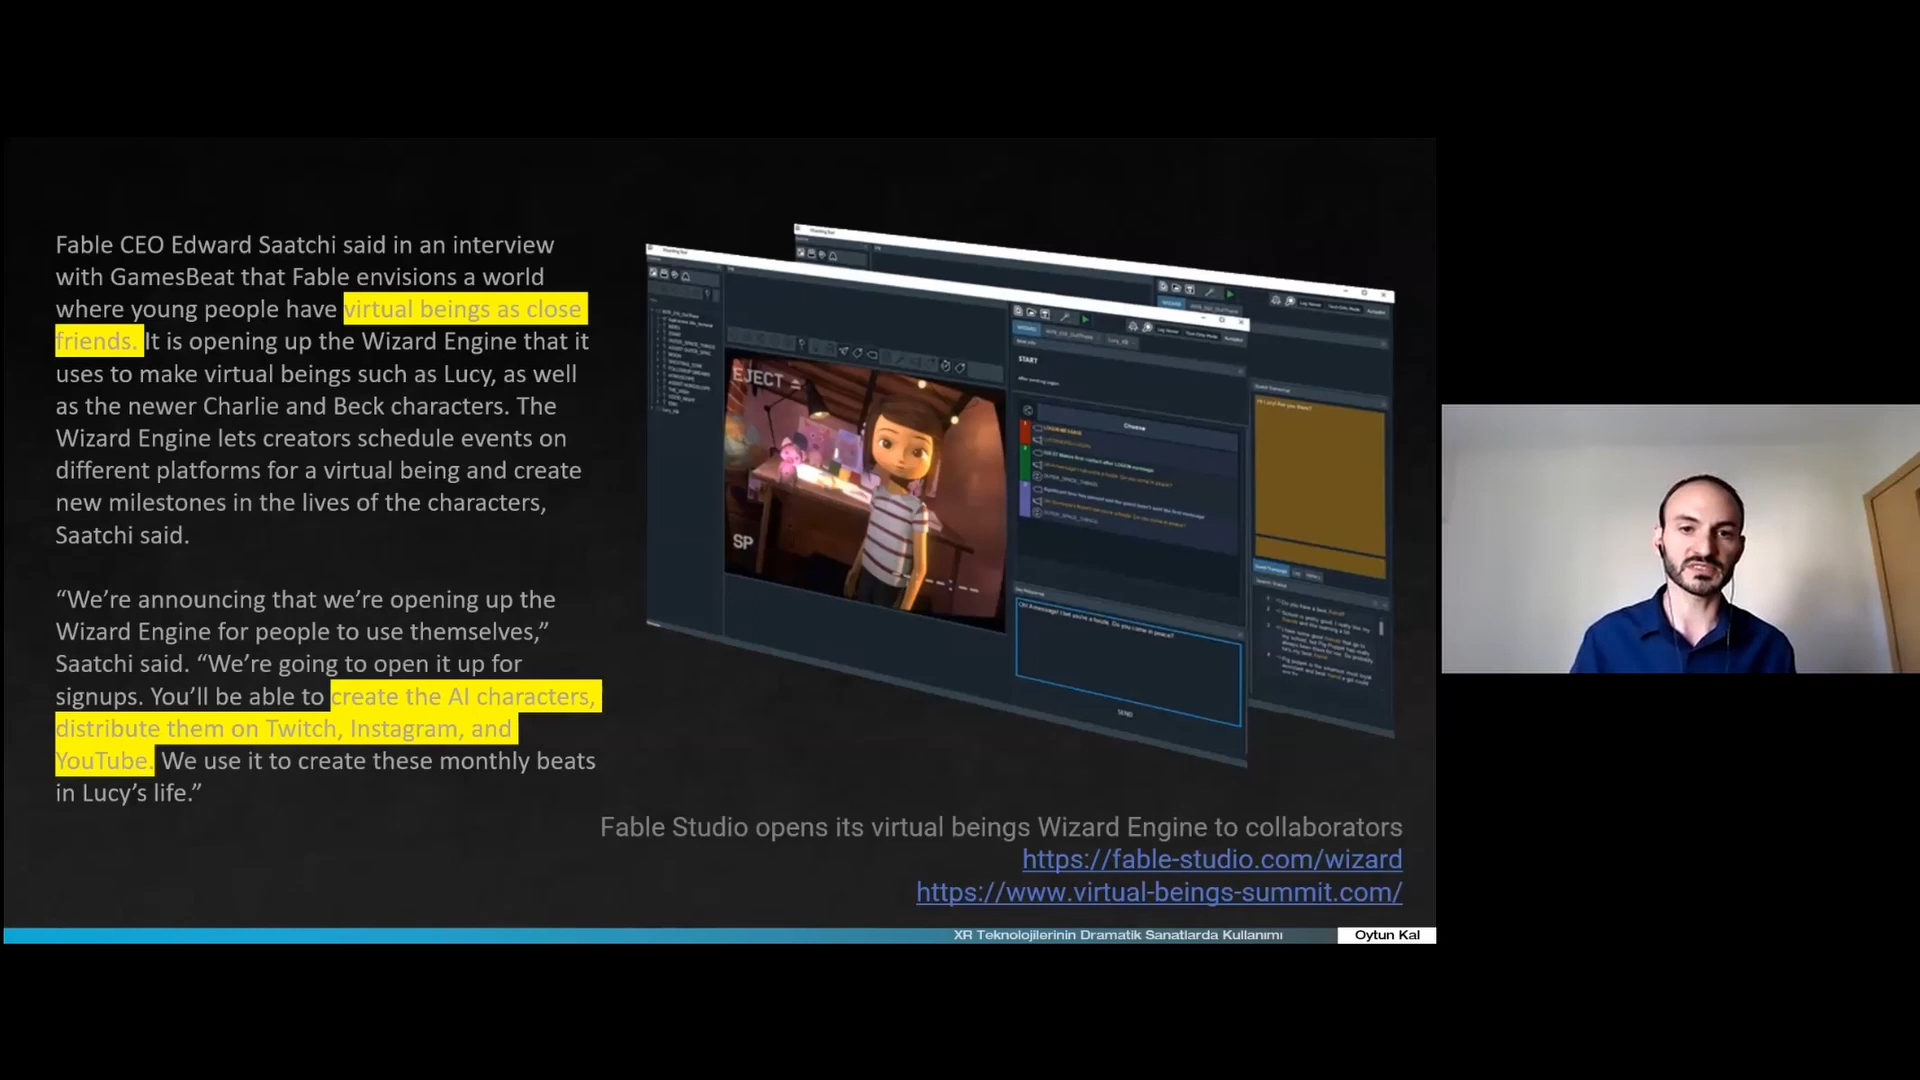 Fable CEO Edward Saatchi said in an interview
with GamesBeat that Fable envisions a world
where young people have virtual beings as close
friends. It is opening up the Wizard Engine that it
uses to make virtual beings such as Lucy, as well
as the newer Charlie and Beck characters. The
Wizard Engine lets creators schedule events on
different platforms for a virtual being and create
new milestones in the lives of the characters,
Saatchi said.
“We’re announcing that we’re opening up the
Wizard Engine for people to use themselves,”
Saatchi said. “We’re going to open it up for
signups. You’ll be able to create the AI characters,
distribute them on Twitch, Instagram, and
YouTube. We use it to create these monthly beats
in Lucy’s life.”
EJECT
SP
START
Choose
SEND
Fable Studio opens its virtual beings Wizard Engine to collaborators
https://fable-studio.com/wizard
https://www.virtual-beings-summit.com/
XR Teknolojilerinin Dramatik Sanatlarda Kullanımı
Oytun Kal